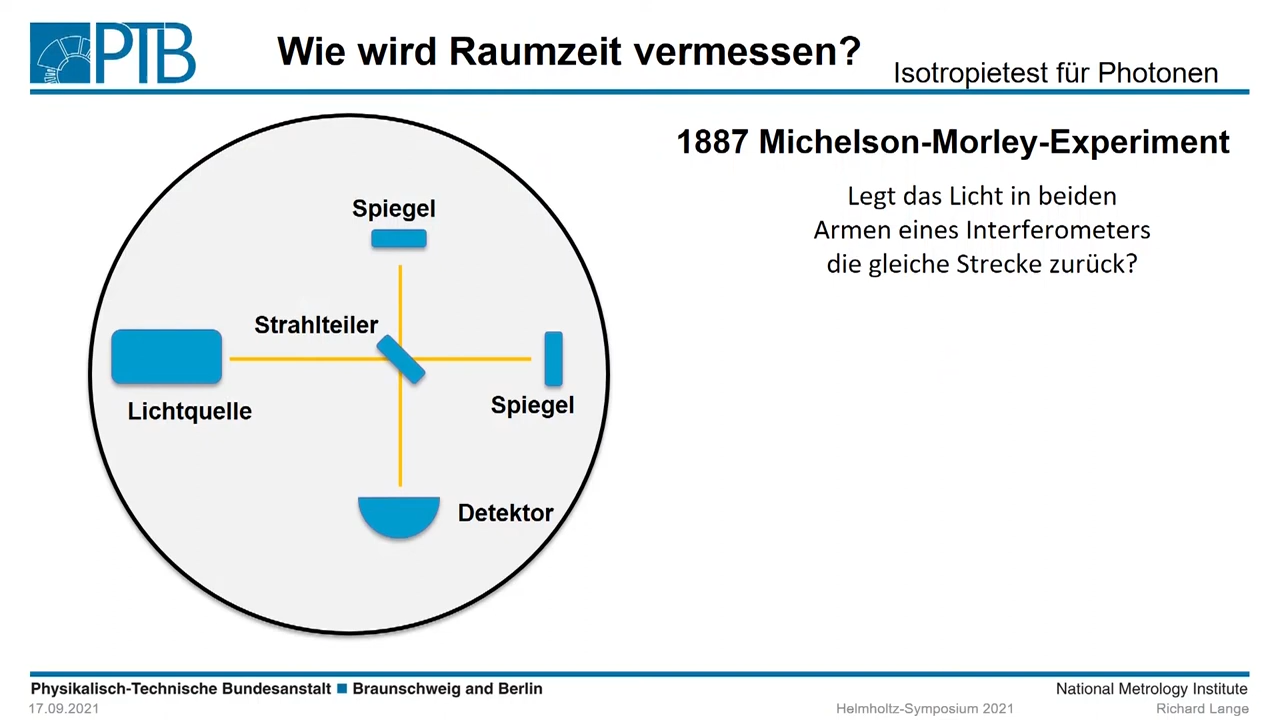 PTB
Wie wird Raumzeit vermessen?
Isotropietest für Photonen
1887 Michelson-Morley-Experiment
Legt das Licht in beiden
Armen eines Interferometers
die gleiche Strecke zurück?
Spiegel
Strahlteiler
Lichtquelle
Spiegel
Detektor
Physikalisch-Technische Bundesanstalt ■ Braunschweig and Berlin
National Metrology Institute
17.09.2021
Helmholtz-Symposium 2021
Richard Lange